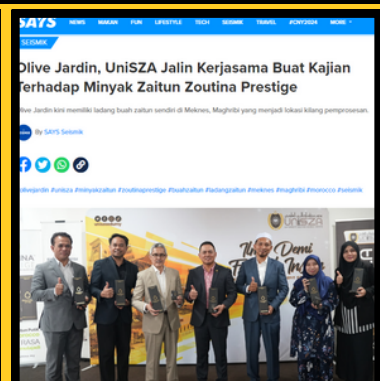 SAYS NEWS MAKAN FUN LIFESTYLE TECH SEISMIK TRAVEL #CNY2024 MORE
SEISMIK
Olive Jardin, UniSZA Jalin Kerjasama Buat Kajian
Terhadap Minyak Zaitun Zoutina Prestige
Olive Jardin kini memiliki ladang buah zaitun sendiri di Meknes, Maghribi yang menjadi lokasi kilang pemprosesan.
By SAYS Seismik
#olivejardin #unisza #minyakzaitun #zoutinaprestige #buahzaitun #ladangzaitun #meknes #maghribi #morocco #seismik
UniSZA
Ilmu Demi